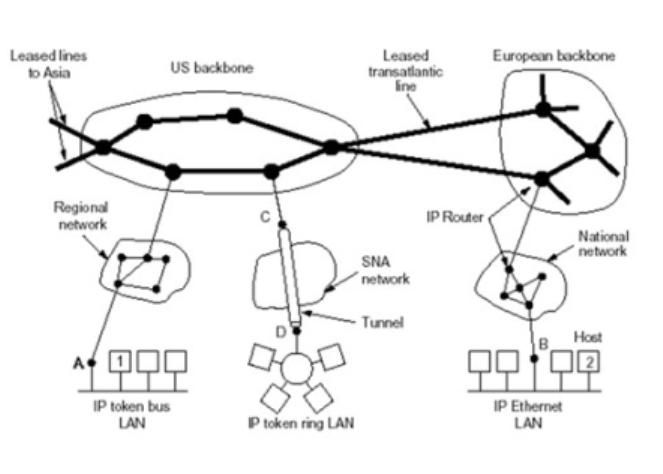 Leased lines
to Asia
US backbone
Leased
transatlantic
line
European backbone
Regional
network
C
SNA
network
Tunnel
D
IP Router
National
network
A
1
B
Host
2
IP token bus
LAN
IP token ring LAN
IP Ethernet
LAN